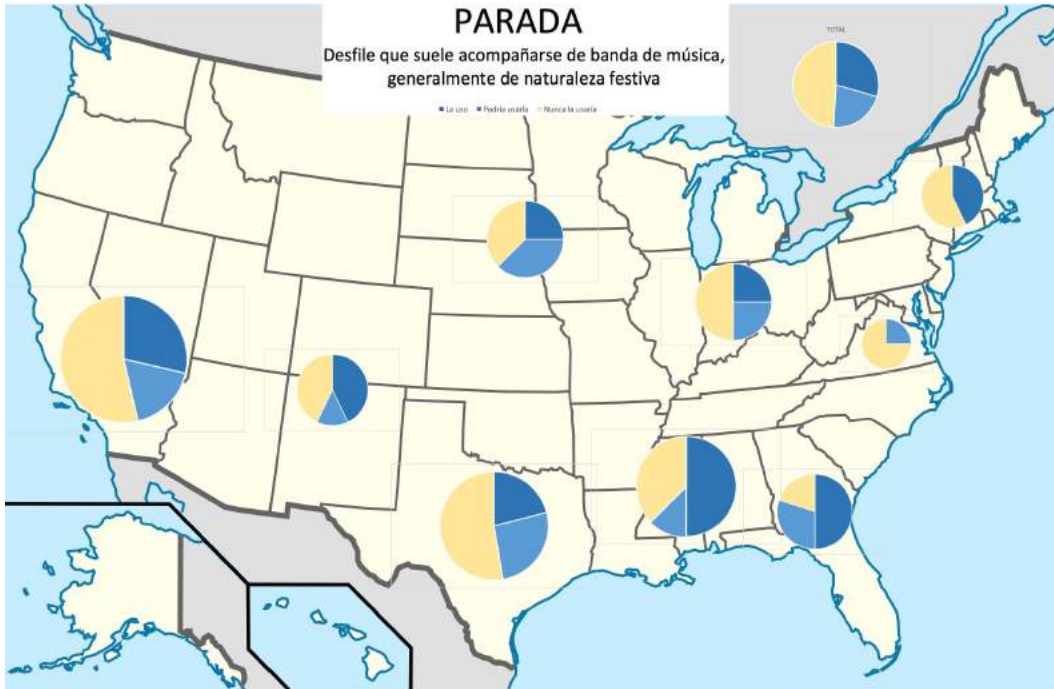 PARADA
Desfile que suele acompañarse de banda de música,
generalmente de naturaleza festiva
La uso Podría usarla Nunca la usaría
TOTAL